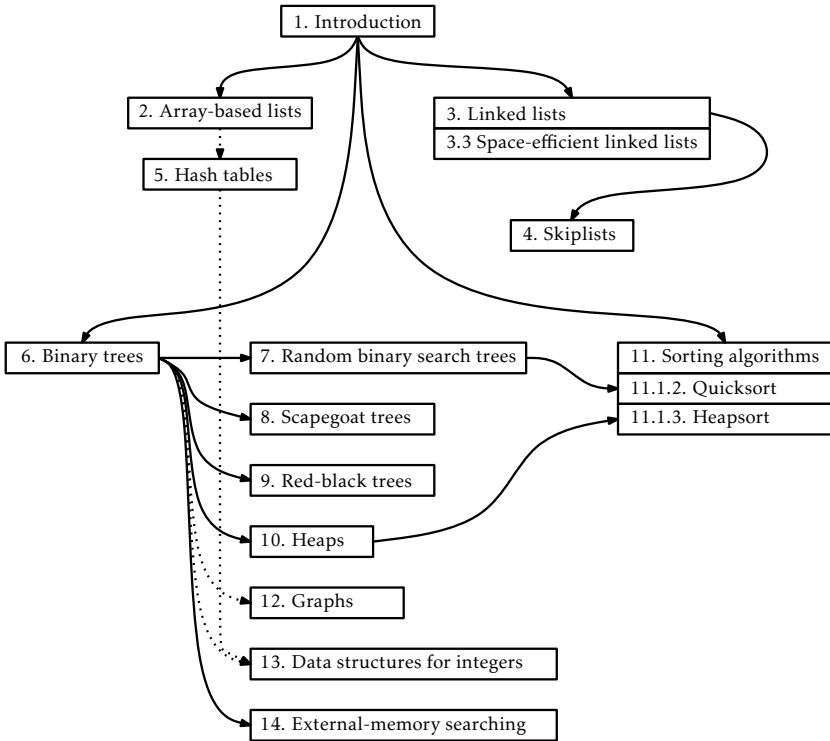 1. Introduction
2. Array-based lists
3. Linked lists
3.3 Space-efficient linked lists
5. Hash tables
4. Skiplists
6. Binary trees
7. Random binary search trees
11. Sorting algorithms
11.1.2. Quicksort
8. Scapegoat trees
11.1.3. Heapsort
9. Red-black trees
10. Heaps
12. Graphs
13. Data structures for integers
14. External-memory searching